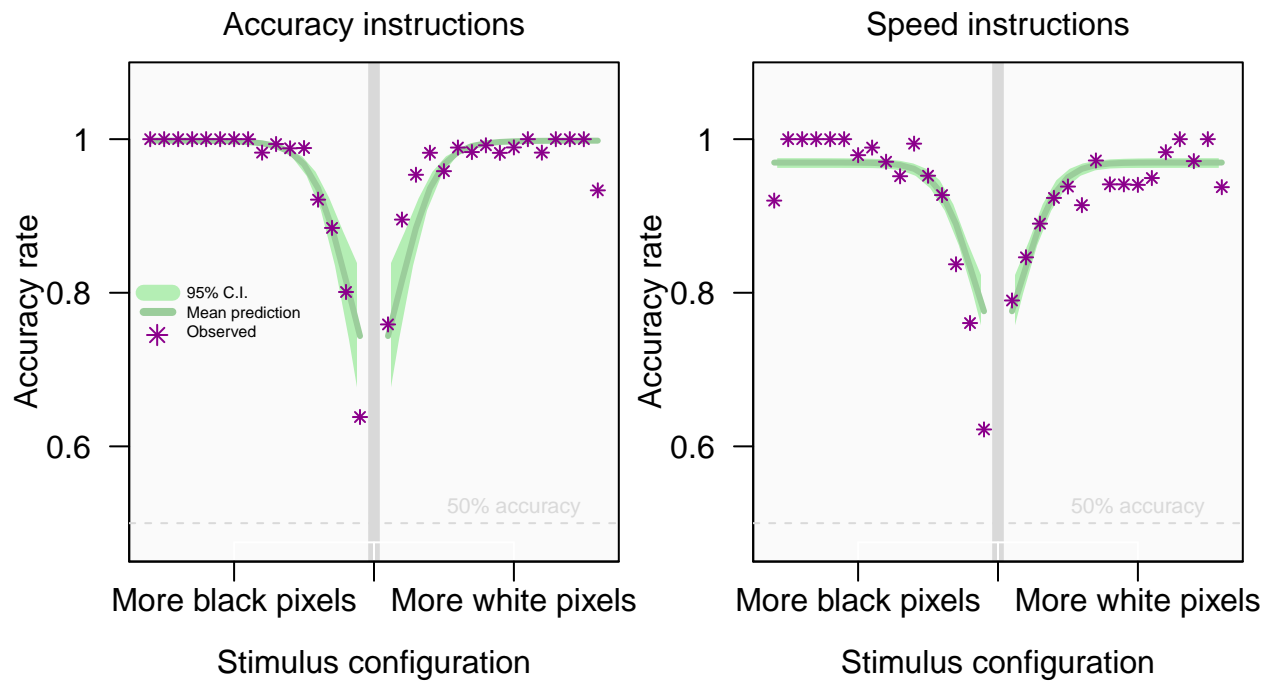 Accuracy instructions
Accuracy rate
1
0.8
0.6
95% C.I.
Mean prediction
Observed
50% accuracy
More black pixels
More white pixels
Stimulus configuration
Speed instructions
Accuracy rate
1
0.8
0.6
50% accuracy
More black pixels
More white pixels
Stimulus configuration